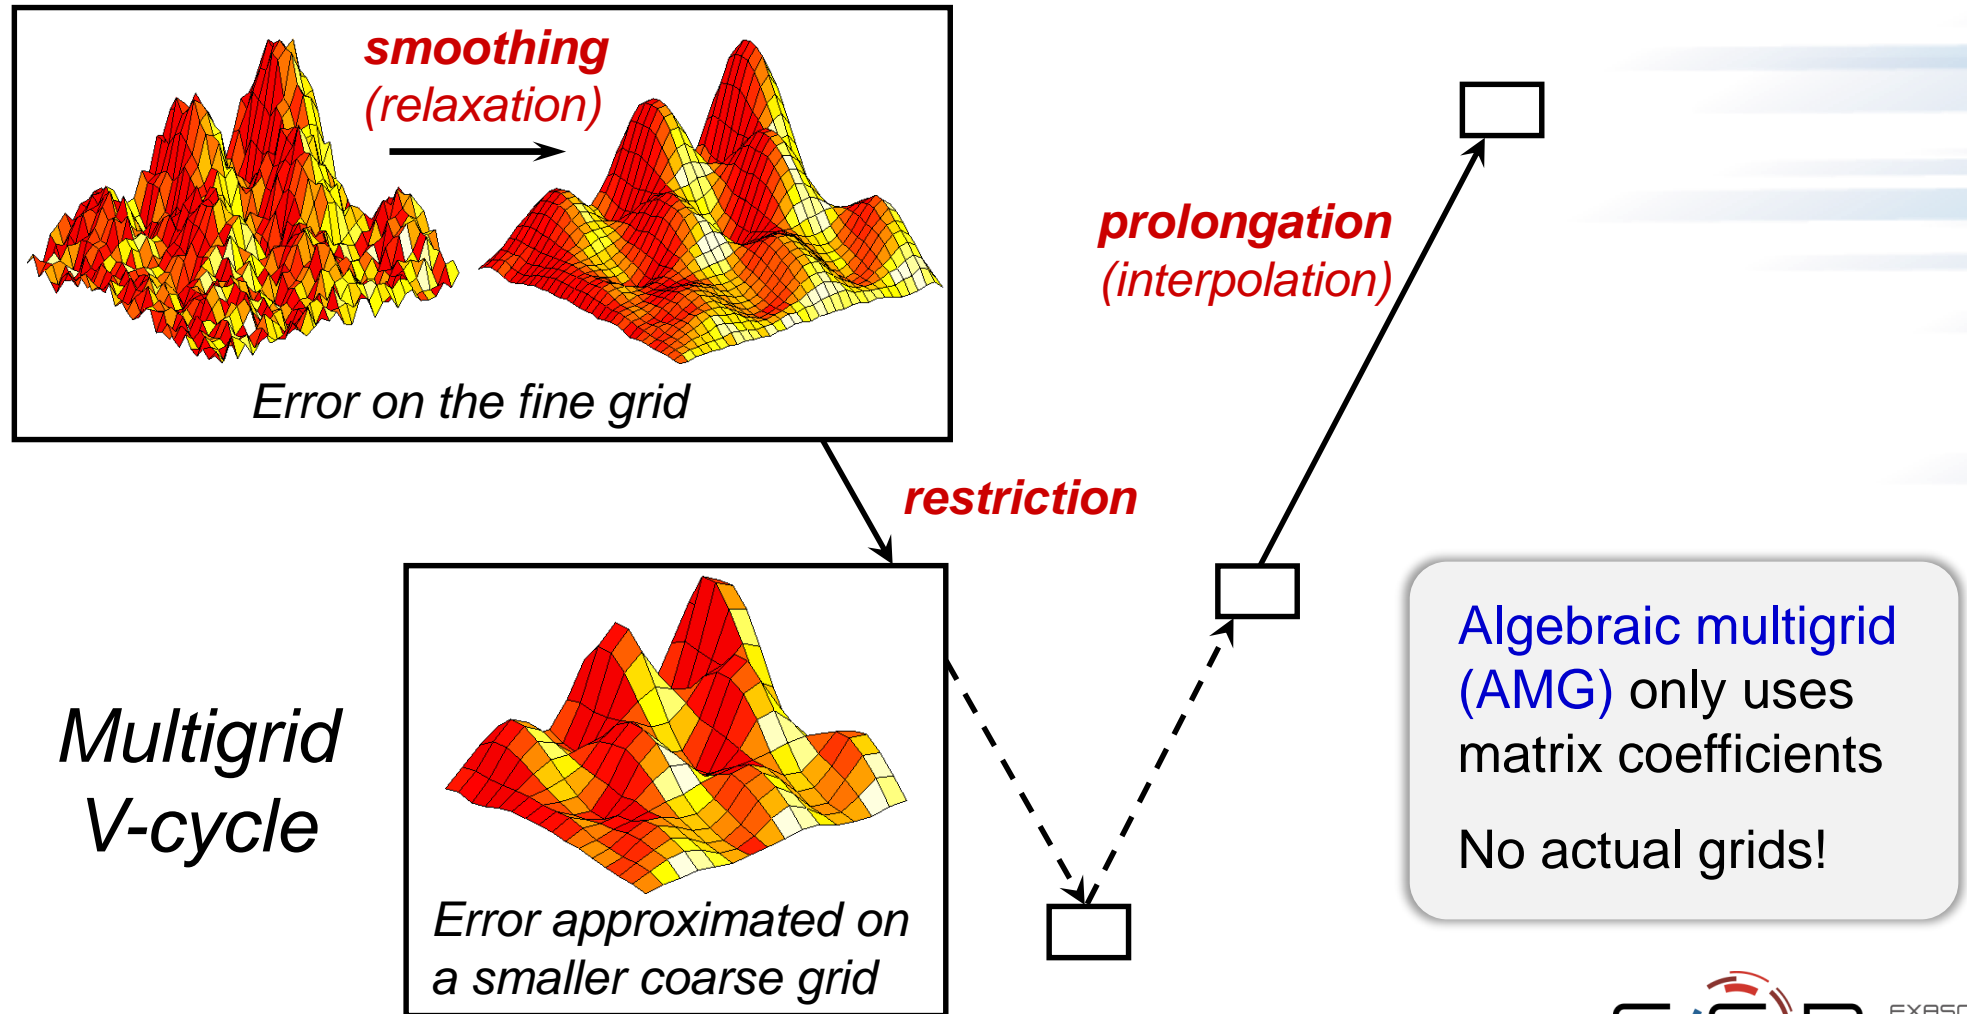 smoothing
(relaxation)
Error on the fine grid
prolongation
(interpolation)
restriction
Multigrid
V-cycle
Error approximated on
a smaller coarse grid
Algebraic multigrid
(AMG) only uses
matrix coefficients
No actual grids!